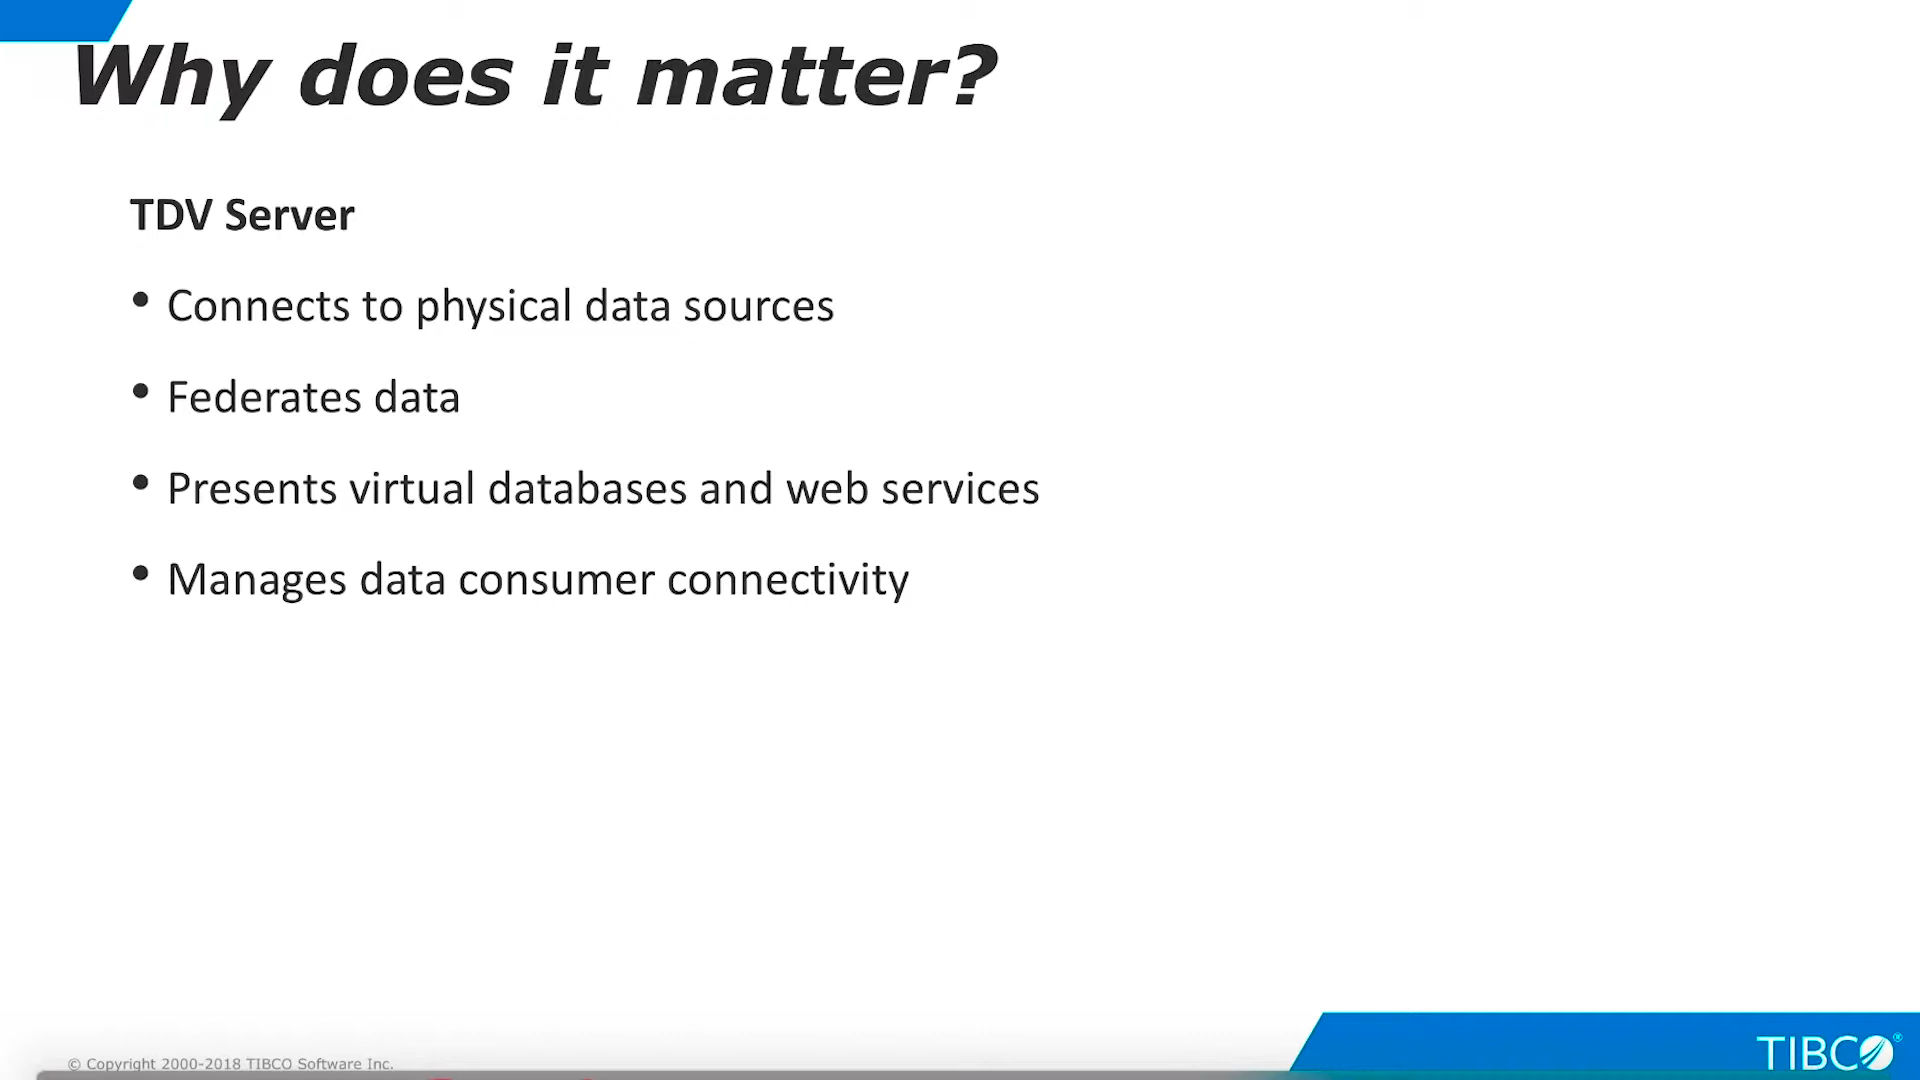 Why does it matter?
TDV Server
• Connects to physical data sources
• Federates data
• Presents virtual databases and web services
• Manages data consumer connectivity
© Copyright 2000-2018 TIBCO Software Inc.
TIBCO®